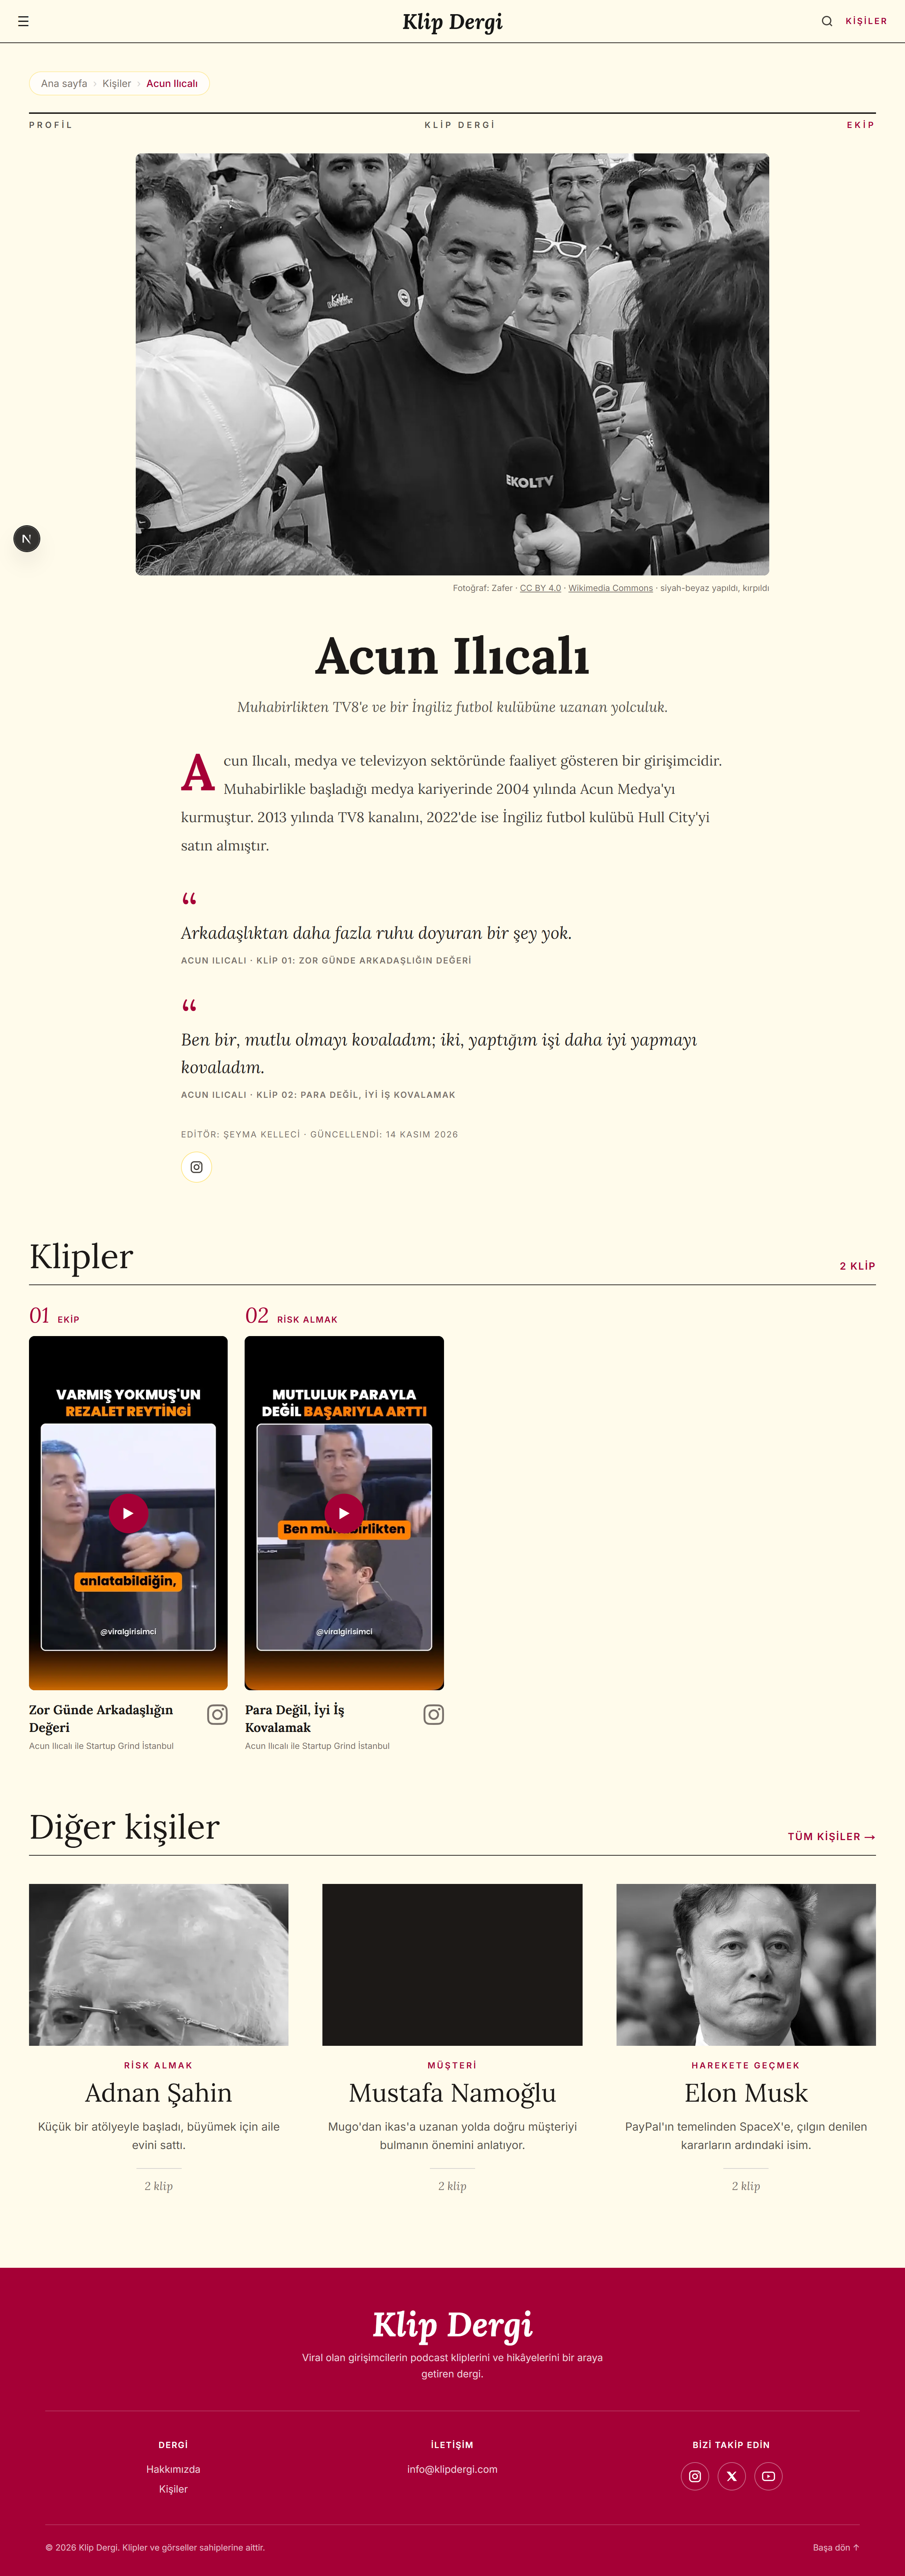 Klip Dergi
KİŞİLER
Ana sayfa › Kişiler › Acun Ilıcalı
PROFİL
KLİP DERGİ
EKİP
EKOLTV
Fotoğraf: Zafer · CC BY 4.0 · Wikimedia Commons · siyah-beyaz yapıldı, kırpıldı
Acun Ilıcalı
Muhabirlikten TV8'e ve bir İngiliz futbol kulübüne uzanan yolculuk.
Acun Ilıcalı, medya ve televizyon sektöründe faaliyet gösteren bir girişimcidir.
Muhabirlikle başladığı medya kariyerinde 2004 yılında Acun Medya'yı
kurmuştur. 2013 yılında TV8 kanalını, 2022'de ise İngiliz futbol kulübü Hull City'yi
satın almıştır.
“
Arkadaşlıktan daha fazla ruhu doyuran bir şey yok.
ACUN ILICALI · KLİP 01: ZOR GÜNDE ARKADAŞLIĞIN DEĞERİ
“
Ben bir, mutlu olmayı kovaladım; iki, yaptığım işi daha iyi yapmayı
kovaladım.
ACUN ILICALI · KLİP 02: PARA DEĞİL, İYİ İŞ KOVALAMAK
EDİTÖR: ŞEYMA KELLECİ · GÜNCELLENDİ: 14 KASIM 2026
Klipler
2 KLİP
01 EKİP
VARMIŞ YOKMUŞ'UN
REZALET REYTİNGİ
anlatabildiğin,
@viralgirisimci
Zor Günde Arkadaşlığın
Değeri
Acun Ilıcalı ile Startup Grind İstanbul
02 RİSK ALMAK
MUTLULUK PARAYLA
DEĞİL BAŞARIYLA ARTTI
@viralgirisimci
Para Değil, İyi İş
Kovalamak
Acun Ilıcalı ile Startup Grind İstanbul
Diğer kişiler
TÜM KİŞİLER →
RİSK ALMAK
Adnan Şahin
Küçük bir atölyeyle başladı, büyümek için aile
evini sattı.
2 klip
MÜŞTERİ
Mustafa Namoğlu
Mugo'dan ikas'a uzanan yolda doğru müşteriyi
bulmanın önemini anlatıyor.
2 klip
HAREKETE GEÇMEK
Elon Musk
PayPal'ın temelinden SpaceX'e, çılgın denilen
kararların ardındaki isim.
2 klip
Klip Dergi
Viral olan girişimcilerin podcast kliplerini ve hikâyelerini bir araya
getiren dergi.
DERGİ
Hakkımızda
Kişiler
İLETİŞİM
info@klipdergi.com
BİZİ TAKİP EDİN
© 2026 Klip Dergi. Klipler ve görseller sahiplerine aittir.
Başa dön ↑